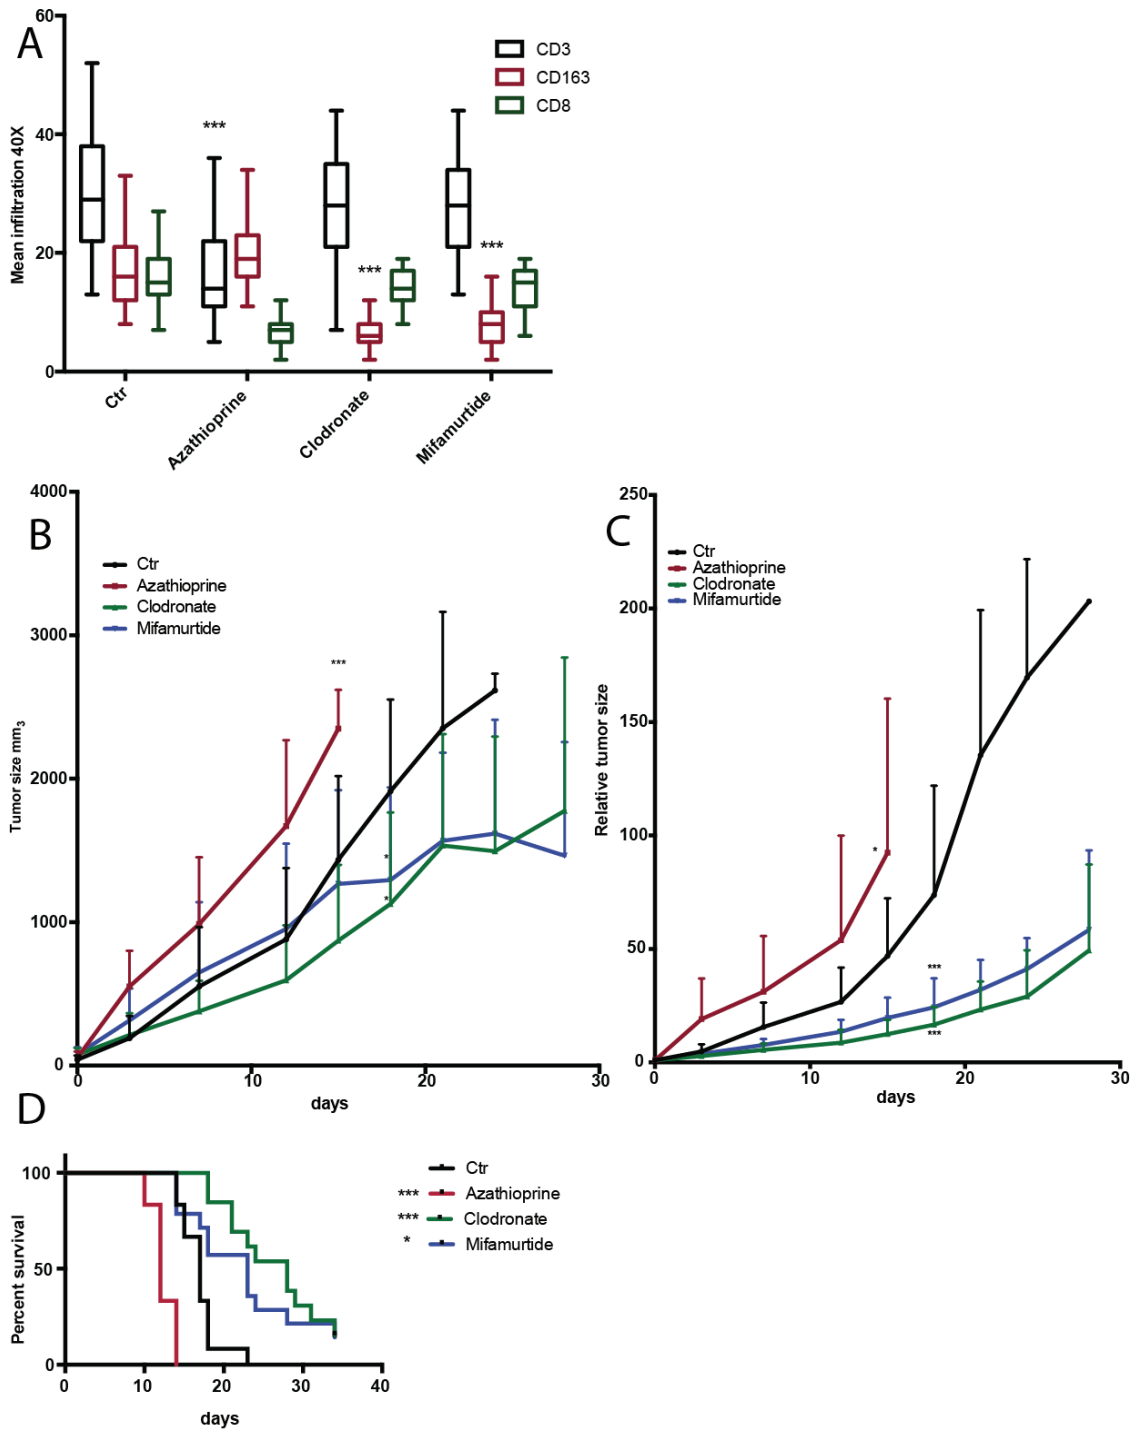 A
60
40
20
0
Mean infiltration 40X
***
***
***
CD3
CD163
CD8
Ctr
Azathioprine
Clodronate
Mifamurtide
B
4000
3000
2000
1000
0
Tumor size mm3
Ctr
Azathioprine
Clodronate
Mifamurtide
***
*
*
0
10
20
30
days
C
250
200
150
100
50
0
Relative tumor size
Ctr
Azathioprine
Clodronate
Mifamurtide
*
***
***
0
10
20
30
days
D
100
50
0
Percent survival
Ctr
*** Azathioprine
*** Clodronate
* Mifamurtide
0
10
20
30
40
days